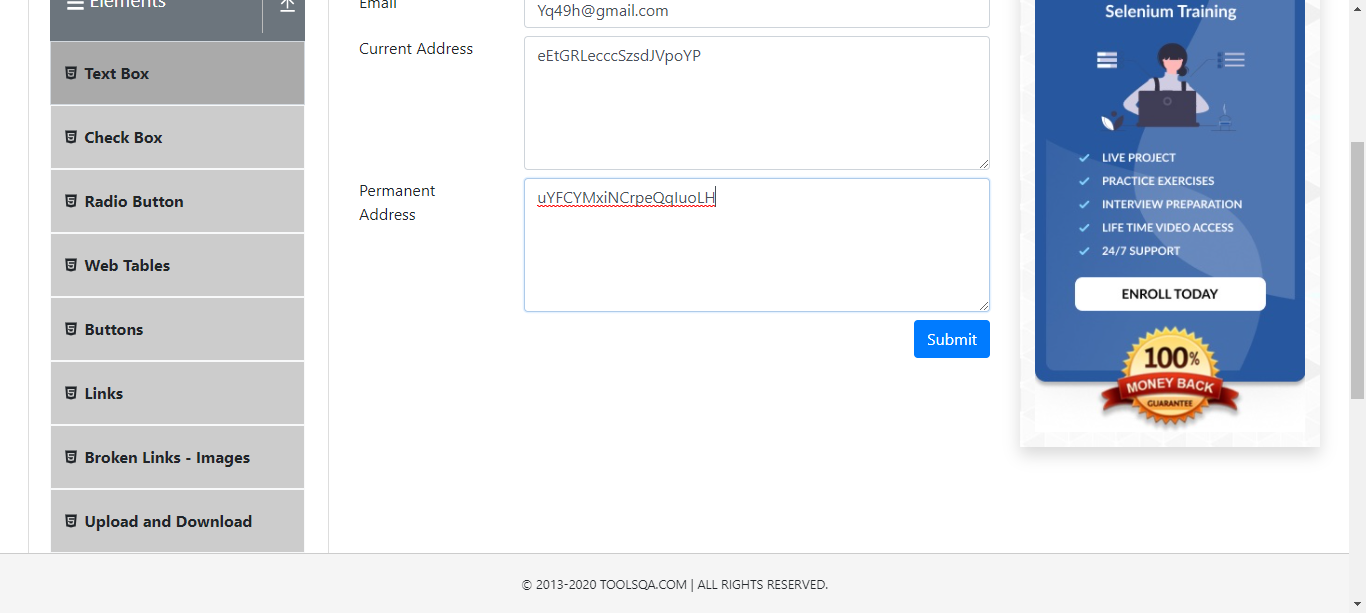 Elements
Text Box
Check Box
Radio Button
Web Tables
Buttons
Links
Broken Links - Images
Upload and Download
Email
Yq49h@gmail.com
Current Address
eEtGRLecccSzsdJVpoYP
Permanent
Address
uYFCYMxiNCrpeQqIuoLH
Submit
Selenium Training
LIVE PROJECT
PRACTICE EXERCISES
INTERVIEW PREPARATION
LIFE TIME VIDEO ACCESS
24/7 SUPPORT
ENROLL TODAY
100%
MONEY BACK
GUARANTEE
© 2013-2020 TOOLSQA.COM | ALL RIGHTS RESERVED.